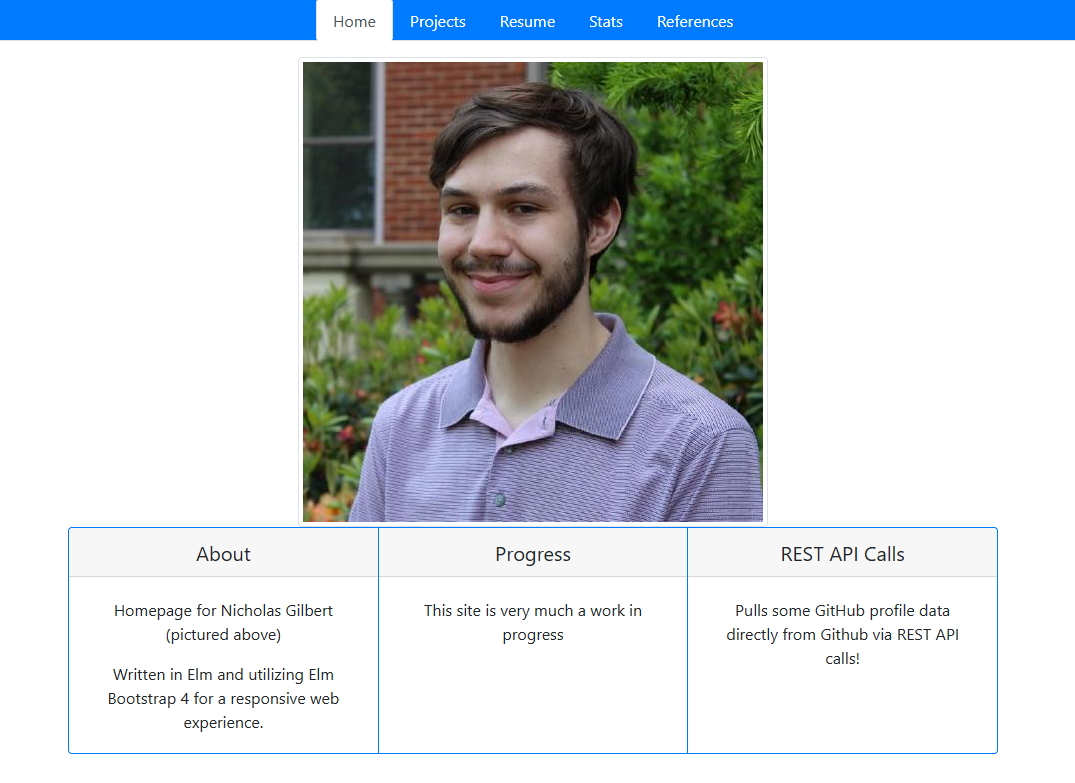 Home Projects Resume Stats References
About
Homepage for Nicholas Gilbert
(pictured above)
Written in Elm and utilizing Elm
Bootstrap 4 for a responsive web
experience.
Progress
This site is very much a work in
progress
REST API Calls
Pulls some GitHub profile data
directly from Github via REST API
calls!